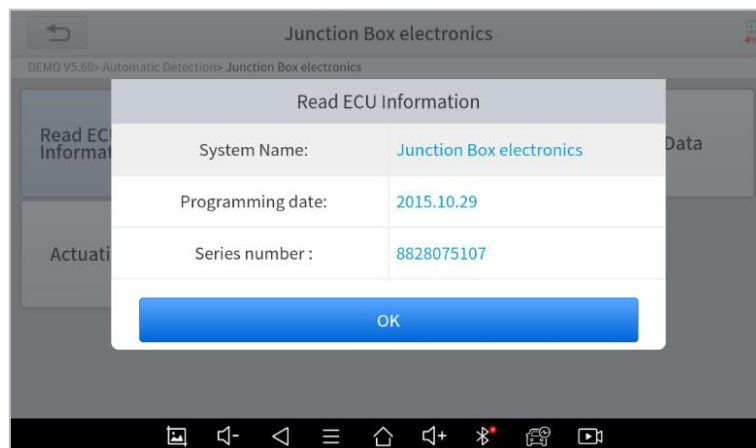 Junction Box electronics
4%
DEMO V5.60> Automatic Detection> Junction Box electronics
Read ECU Information
Read ECU
Informat
Data
System Name: Junction Box electronics
Programming date: 2015.10.29
Actuati
Series number : 8828075107
OK